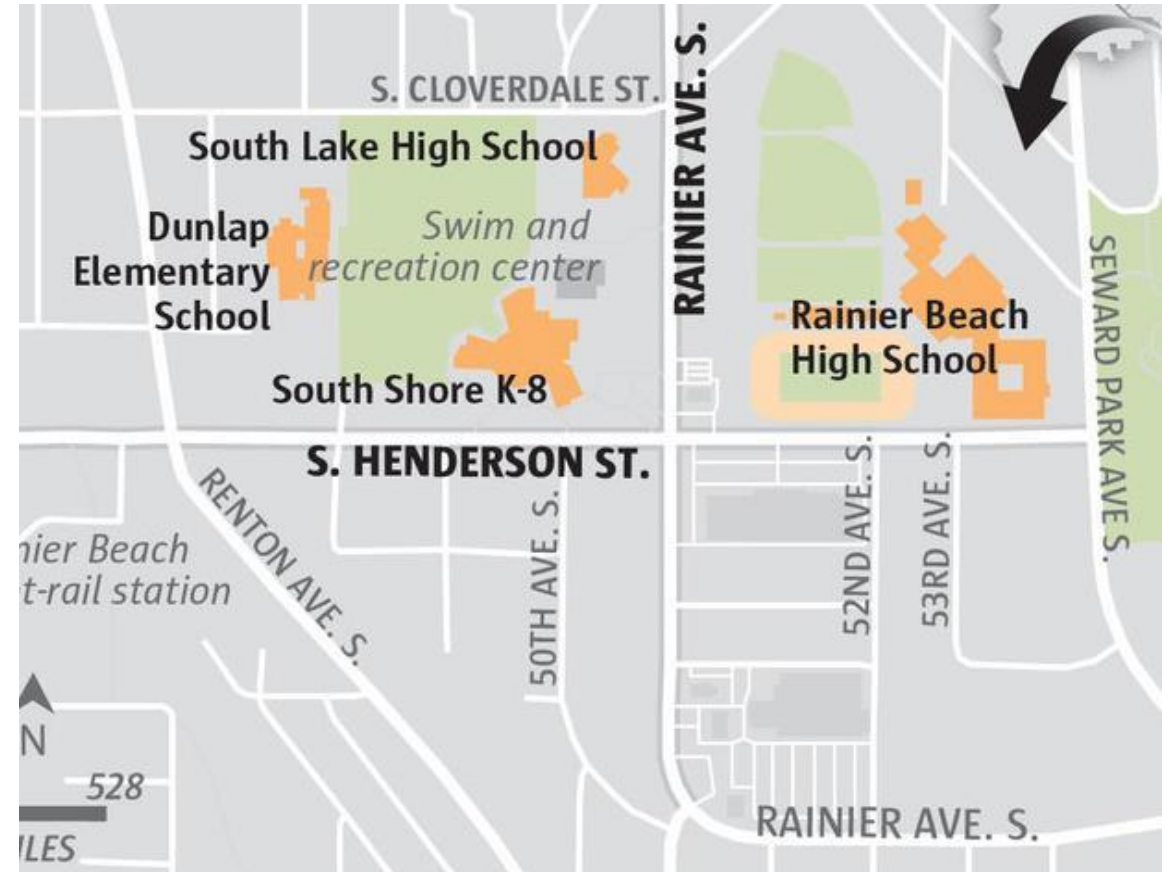 S. CLOVERDALE ST.
RAINIER AVE. S.
South Lake High School
Dunlap
Elementary
School
Swim and
recreation center
Rainier Beach
High School
South Shore K-8
SEWARD PARK AVE S.
S. HENDERSON ST.
RENTON AVE. S.
50TH AVE. S.
52ND AVE. S.
53RD AVE. S.
nier Beach
t-rail station
N
528
ILES
RAINIER AVE. S.